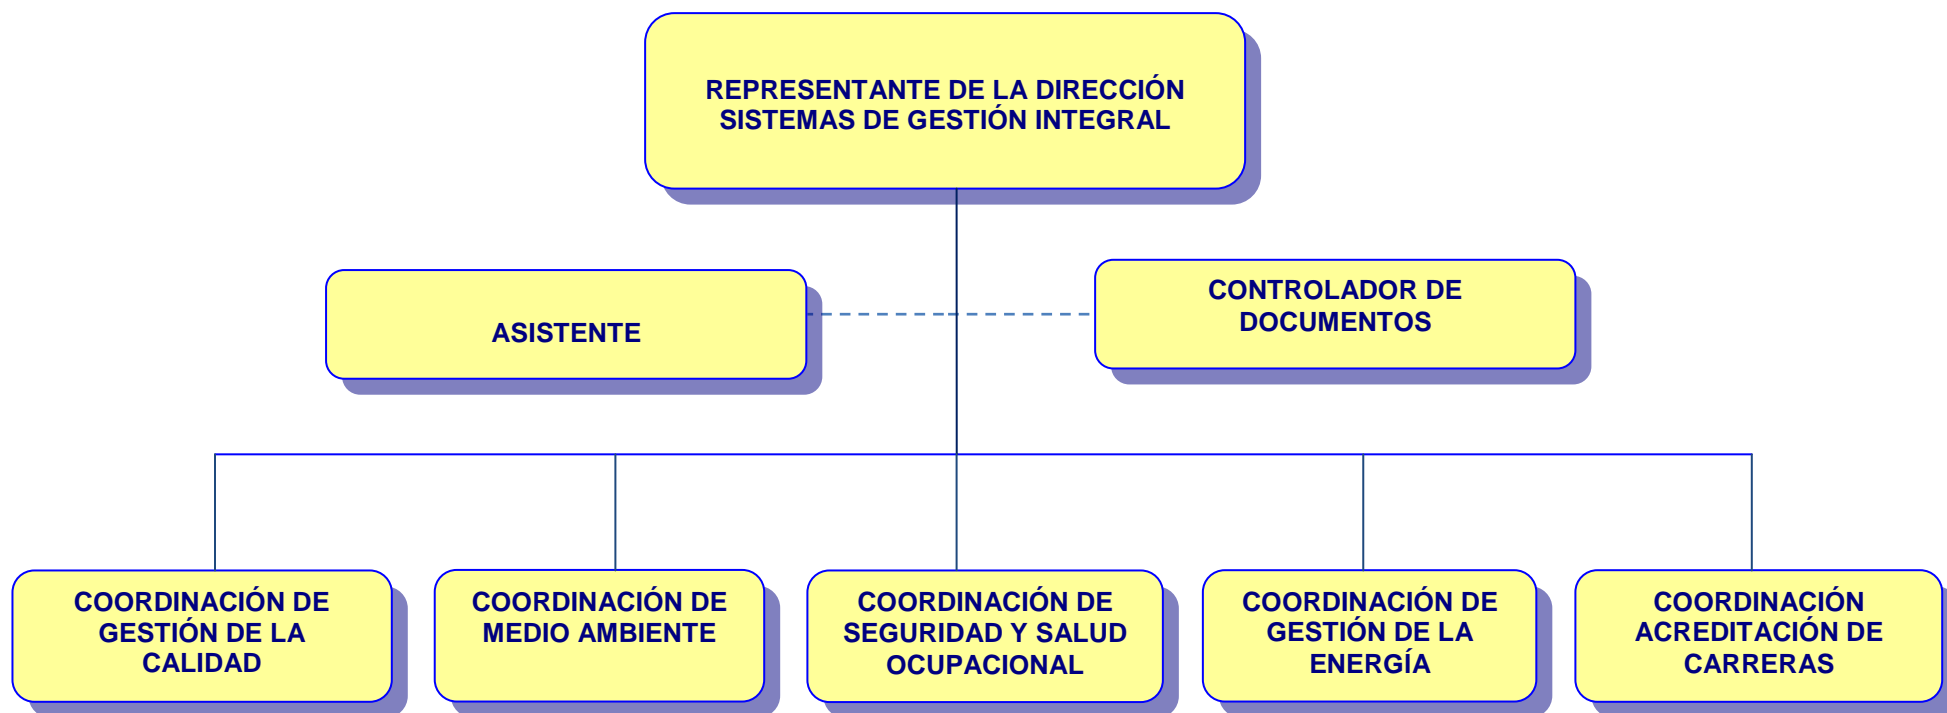 REPRESENTANTE DE LA DIRECCIÓN
SISTEMAS DE GESTIÓN INTEGRAL
ASISTENTE
CONTROLADOR DE
DOCUMENTOS
COORDINACIÓN DE
GESTIÓN DE LA
CALIDAD
COORDINACIÓN DE
MEDIO AMBIENTE
COORDINACIÓN DE
SEGURIDAD Y SALUD
OCUPACIONAL
COORDINACIÓN DE
GESTIÓN DE LA
ENERGÍA
COORDINACIÓN
ACREDITACIÓN DE
CARRERAS